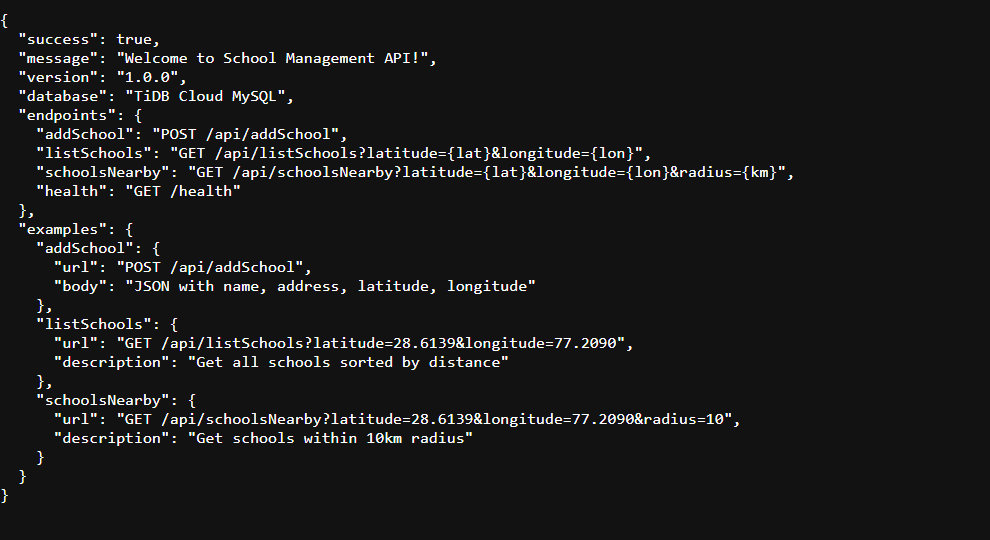 {
  "success": true,
  "message": "Welcome to School Management API!",
  "version": "1.0.0",
  "database": "TiDB Cloud MySQL",
  "endpoints": {
    "addSchool": "POST /api/addSchool",
    "listSchools": "GET /api/listSchools?latitude={lat}&longitude={lon}",
    "schoolsNearby": "GET /api/schoolsNearby?latitude={lat}&longitude={lon}&radius={km}",
    "health": "GET /health"
  },
  "examples": {
    "addSchool": {
      "url": "POST /api/addSchool",
      "body": "JSON with name, address, latitude, longitude"
    },
    "listSchools": {
      "url": "GET /api/listSchools?latitude=28.6139&longitude=77.2090",
      "description": "Get all schools sorted by distance"
    },
    "schoolsNearby": {
      "url": "GET /api/schoolsNearby?latitude=28.6139&longitude=77.2090&radius=10",
      "description": "Get schools within 10km radius"
    }
  }
}